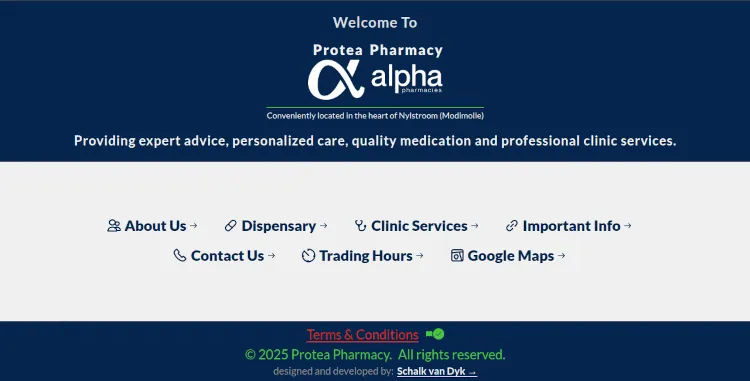 Welcome To
Protea Pharmacy
alpha
pharmacies
Conveniently located in the heart of Nylstroom (Modimolle)
Providing expert advice, personalized care, quality medication and professional clinic services.
About Us → Dispensary → Clinic Services → Important Info →
Contact Us → Trading Hours → Google Maps →
Terms & Conditions
© 2025 Protea Pharmacy. All rights reserved.
designed and developed by: Schalk van Dyk →